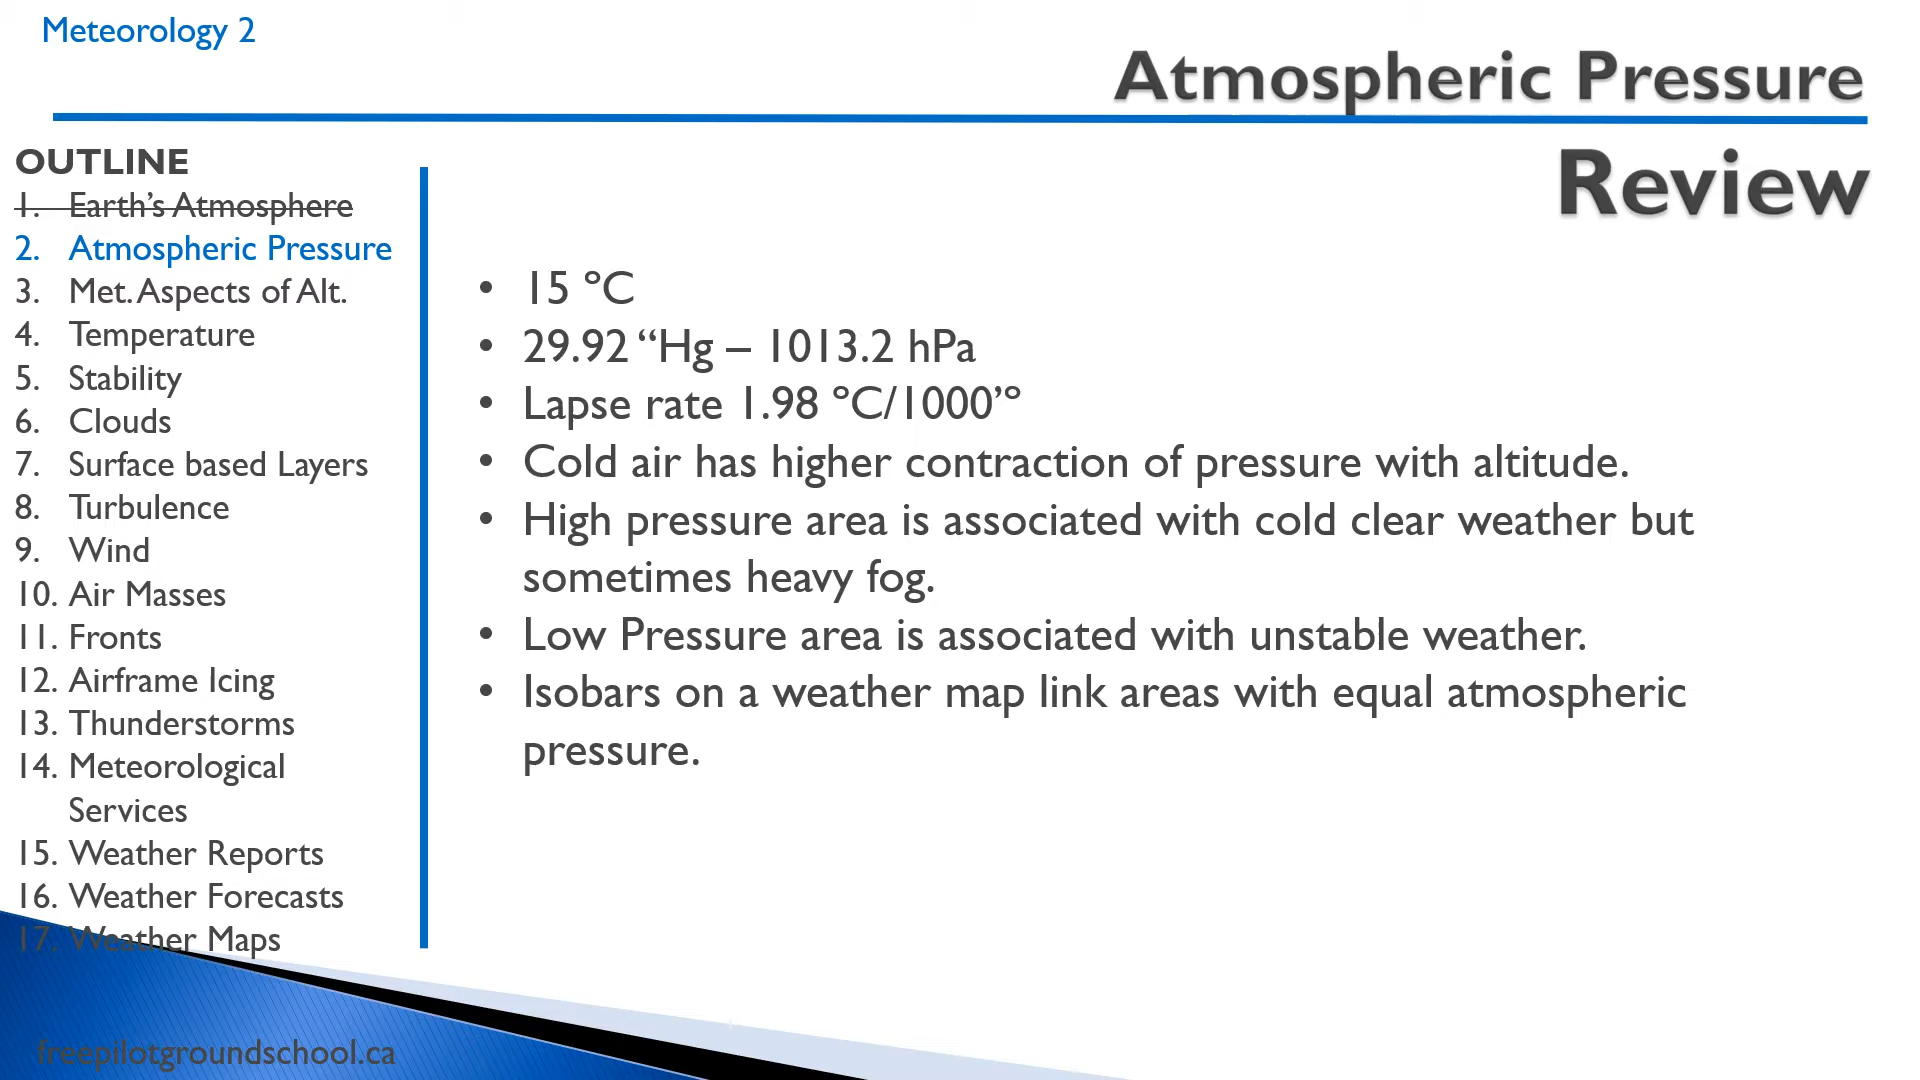 Meteorology 2
Atmospheric Pressure
Review
OUTLINE
1. Earth’s Atmosphere
2. Atmospheric Pressure
3. Met. Aspects of Alt.
4. Temperature
5. Stability
6. Clouds
7. Surface based Layers
8. Turbulence
9. Wind
10. Air Masses
11. Fronts
12. Airframe Icing
13. Thunderstorms
14. Meteorological
Services
15. Weather Reports
16. Weather Forecasts
17. Weather Maps
• 15 ºC
• 29.92 “Hg – 1013.2 hPa
• Lapse rate 1.98 ºC/1000’º
• Cold air has higher contraction of pressure with altitude.
• High pressure area is associated with cold clear weather but
sometimes heavy fog.
• Low Pressure area is associated with unstable weather.
• Isobars on a weather map link areas with equal atmospheric
pressure.
freepilotgroundschool.ca